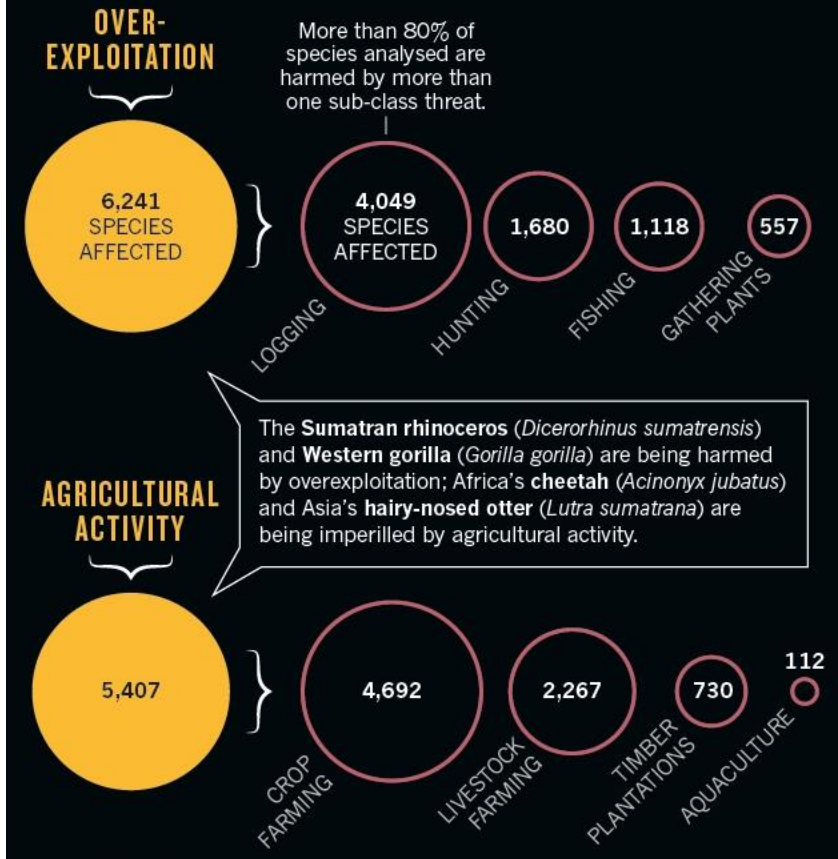 OVER-
EXPLOITATION
More than 80% of
species analysed are
harmed by more than
one sub-class threat.
6,241
SPECIES
AFFECTED
4,049
SPECIES
AFFECTED
1,680
1,118
557
LOGGING
HUNTING
FISHING
GATHERING
PLANTS
The Sumatran rhinoceros (Dicerorhinus sumatrensis)
and Western gorilla (Gorilla gorilla) are being harmed
by overexploitation; Africa's cheetah (Acinonyx jubatus)
and Asia's hairy-nosed otter (Lutra sumatrana) are
being imperilled by agricultural activity.
AGRICULTURAL
ACTIVITY
5,407
4,692
2,267
730
112
CROP
FARMING
LIVESTOCK
FARMING
TIMBER
PLANTATIONS
AQUACULTURE